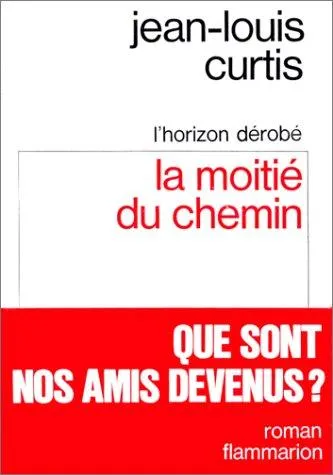 jean-louis
curtis
l'horizon dérobé
la moitié
du chemin
QUE SONT
NOS AMIS DEVENUS?
roman
flammarion